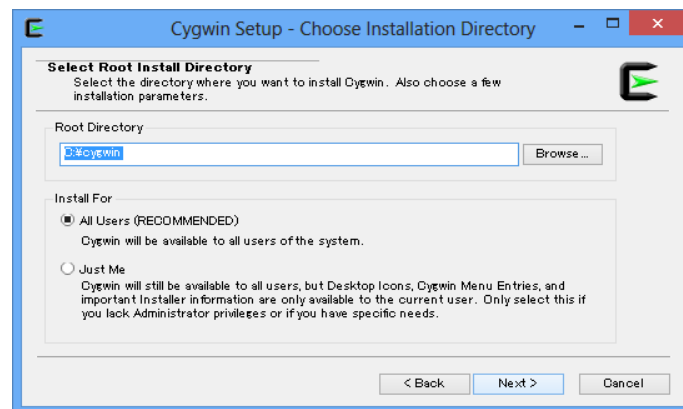 Cygwin Setup - Choose Installation Directory
Select Root Install Directory
Select the directory where you want to install Cygwin. Also choose a few
installation parameters.
Root Directory
C:¥cygwin
Browse...
Install For
All Users (RECOMMENDED)
Cygwin will be available to all users of the system.
Just Me
Cygwin will still be available to all users, but Desktop Icons, Cygwin Menu Entries, and
important Installer information are only available to the current user. Only select this if
you lack Administrator privileges or if you have specific needs.
< Back Next > Cancel